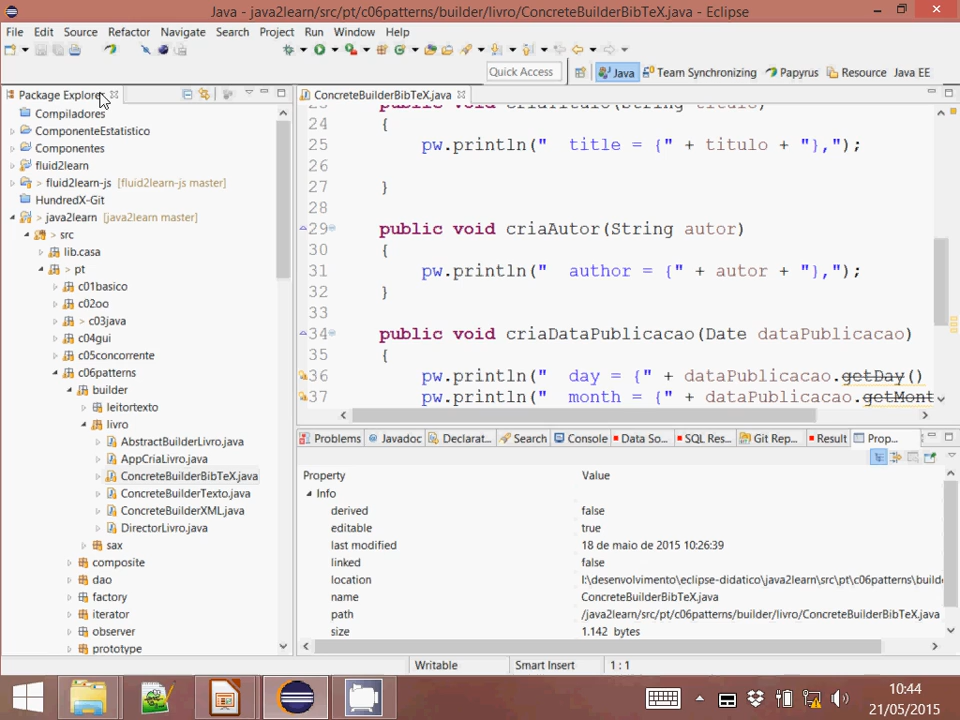 Java - java2learn/src/pt/c06patterns/builder/livro/ConcreteBuilderBibTeX.java - Eclipse
File Edit Source Refactor Navigate Search Project Run Window Help
Quick Access
Java
Team Synchronizing
Papyrus
Resource
Java EE
Package Explorer
Compiladores
ComponenteEstatistico
Componentes
fluid2learn
> fluid2learn-js [fluid2learn-js master]
HundredX-Git
> java2learn [java2learn master]
> src
lib.casa
> pt
c01basico
c02oo
> c03java
c04gui
c05concorrente
c06patterns
builder
leitortexto
livro
AbstractBuilderLivro.java
AppCriaLivro.java
ConcreteBuilderBibTeX.java
ConcreteBuilderTexto.java
ConcreteBuilderXML.java
DirectorLivro.java
sax
composite
dao
factory
iterator
observer
prototype
ConcreteBuilderBibTeX.java
23 public void criaTitulo(String titulo)
24 {
25 pw.println("  title = {" + titulo + "},");
26
27 }
28
29 public void criaAutor(String autor)
30 {
31 pw.println("  author = {" + autor + "},");
32 }
33
34 public void criaDataPublicacao(Date dataPublicacao)
35 {
36 pw.println("  day = {" + dataPublicacao.getDay()
37 pw.println("  month = {" + dataPublicacao.getMont
Problems Javadoc Declarat... Search Console Data So... SQL Res... Git Rep... Result Prop...
Property Value
Info
derived false
editable true
last modified 18 de maio de 2015 10:26:39
linked false
location I:\desenvolvimento\eclipse-didatico\java2learn\src\pt\c06patterns\build
name ConcreteBuilderBibTeX.java
path /java2learn/src/pt/c06patterns/builder/livro/ConcreteBuilderBibTeX.java
size 1.142 bytes
Writable Smart Insert 1 : 1
10:44
21/05/2015